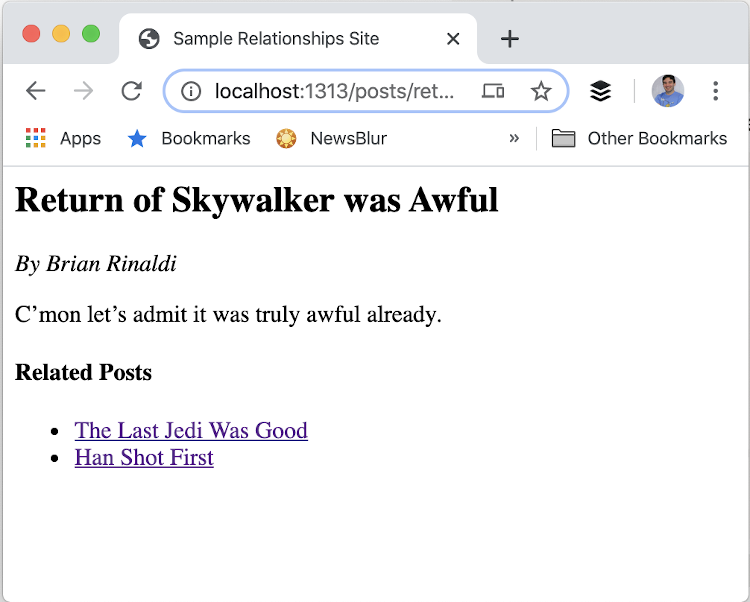 Sample Relationships Site
localhost:1313/posts/ret...
Apps Bookmarks NewsBlur » Other Bookmarks
Return of Skywalker was Awful
By Brian Rinaldi
C’mon let’s admit it was truly awful already.
Related Posts
The Last Jedi Was Good
Han Shot First